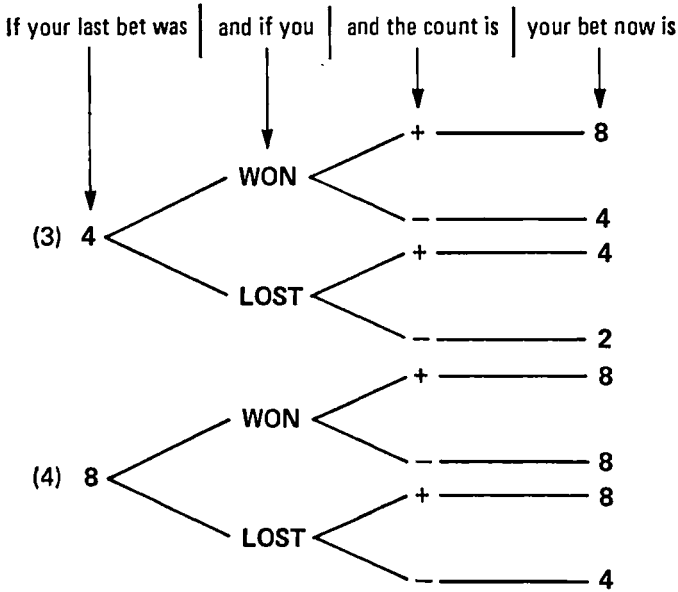 If your last bet was | and if you | and the count is | your bet now is
+ 8
WON
− 4
(3) 4
+ 4
LOST
− 2
+ 8
WON
− 8
(4) 8
+ 8
LOST
− 4